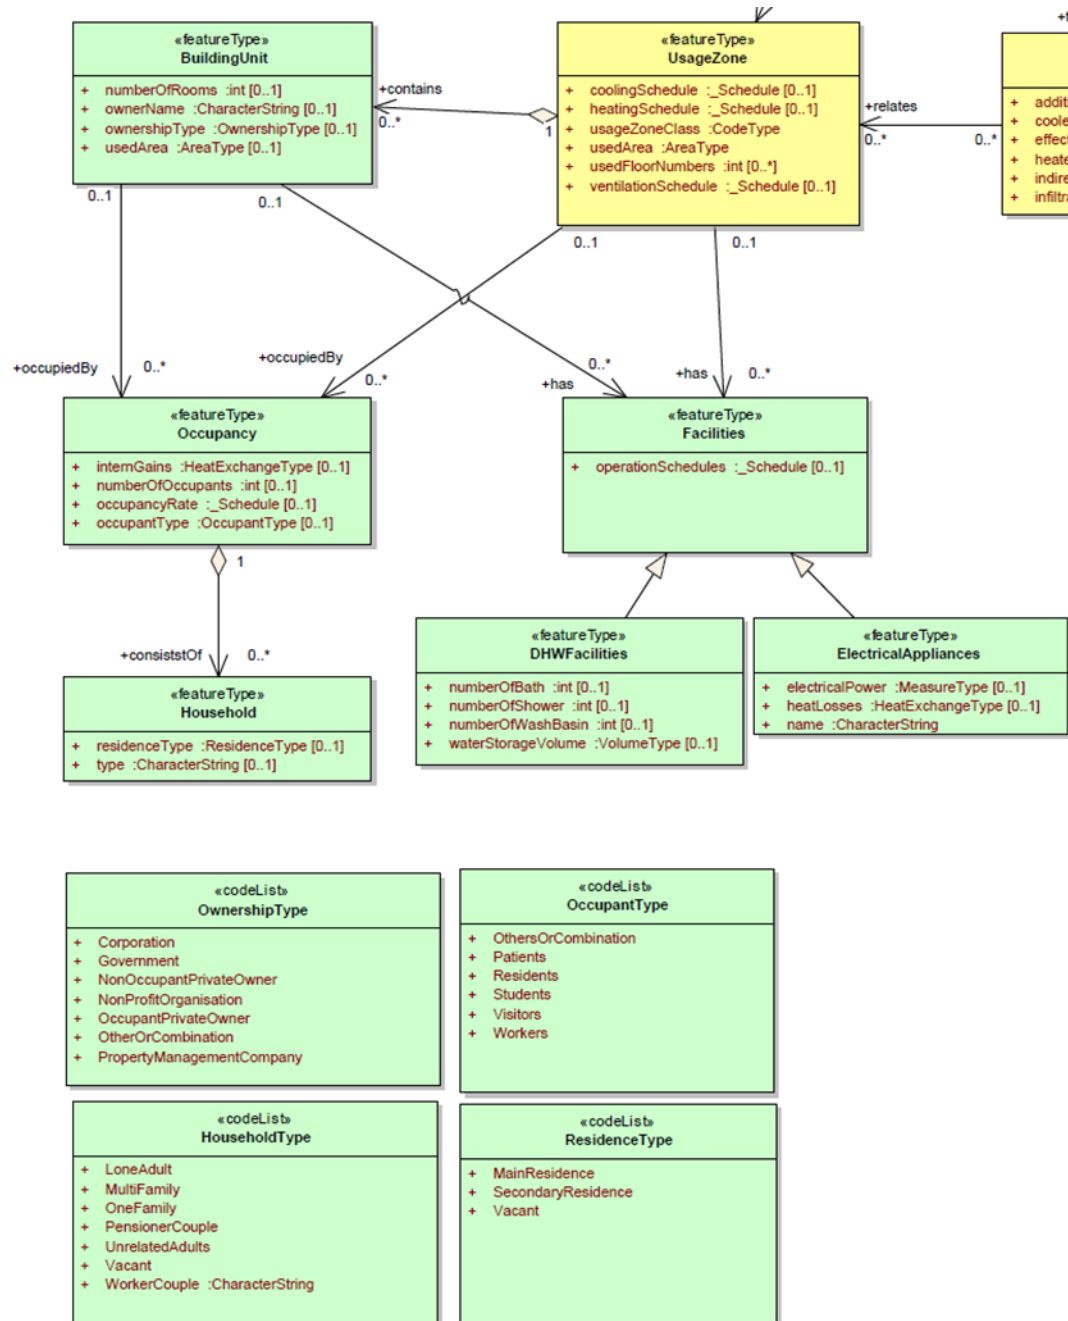 «featureType»
BuildingUnit
+ numberOfRooms :int [0..1]
+ ownerName :CharacterString [0..1]
+ ownershipType :OwnershipType [0..1]
+ usedArea :AreaType [0..1]
«featureType»
UsageZone
+ coolingSchedule :_Schedule [0..1]
+ heatingSchedule :_Schedule [0..1]
+ usageZoneClass :CodeType
+ usedArea :AreaType
+ usedFloorNumbers :int [0..*]
+ ventilationSchedule :_Schedule [0..1]
+
+
+
+
+
+
+contains
0..*
1
+relates
0..*
0..*
0..1
0..1
0..1
0..1
+occupiedBy
0..*
+occupiedBy
0..*
0..*
+has
+has
0..*
«featureType»
Occupancy
+ internGains :HeatExchangeType [0..1]
+ numberOfOccupants :int [0..1]
+ occupancyRate :_Schedule [0..1]
+ occupantType :OccupantType [0..1]
«featureType»
Facilities
+ operationSchedules :_Schedule [0..1]
1
+consiststOf
0..*
«featureType»
Household
+ residenceType :ResidenceType [0..1]
+ type :CharacterString [0..1]
«featureType»
DHWFacilities
+ numberOfBath :int [0..1]
+ numberOfShower :int [0..1]
+ numberOfWashBasin :int [0..1]
+ waterStorageVolume :VolumeType [0..1]
«featureType»
ElectricalAppliances
+ electricalPower :MeasureType [0..1]
+ heatLosses :HeatExchangeType [0..1]
+ name :CharacterString
«codeList»
OwnershipType
+ Corporation
+ Government
+ NonOccupantPrivateOwner
+ NonProfitOrganisation
+ OccupantPrivateOwner
+ OtherOrCombination
+ PropertyManagementCompany
«codeList»
OccupantType
+ OthersOrCombination
+ Patients
+ Residents
+ Students
+ Visitors
+ Workers
«codeList»
HouseholdType
+ LoneAdult
+ MultiFamily
+ OneFamily
+ PensionerCouple
+ UnrelatedAdults
+ Vacant
+ WorkerCouple :CharacterString
«codeList»
ResidenceType
+ MainResidence
+ SecondaryResidence
+ Vacant